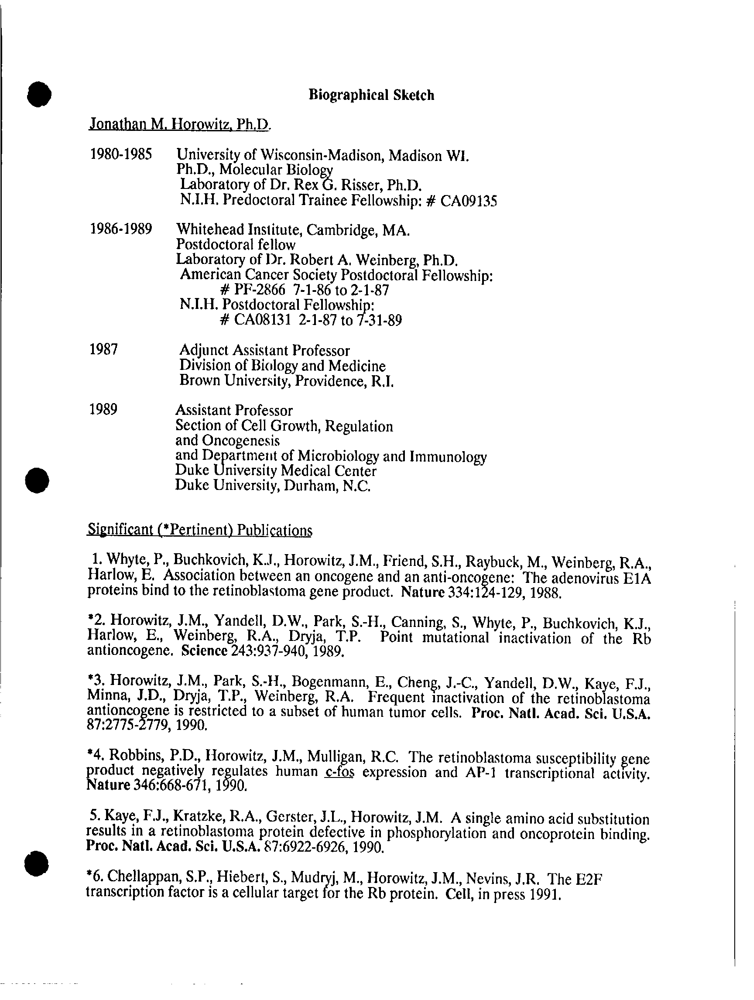 Biographical Sketch
Jonathan M. Horowitz, Ph.D.
1980-1985 University of Wisconsin-Madison, Madison WI.
Ph.D., Molecular Biology
Laboratory of Dr. Rex G. Risser, Ph.D.
N.I.H. Predoctoral Trainee Fellowship: # CA09135
1986-1989 Whitehead Institute, Cambridge, MA.
Postdoctoral fellow
Laboratory of Dr. Robert A. Weinberg, Ph.D.
American Cancer Society Postdoctoral Fellowship:
# PF-2866 7-1-86 to 2-1-87
N.I.H. Postdoctoral Fellowship:
# CA08131 2-1-87 to 7-31-89
1987 Adjunct Assistant Professor
Division of Biology and Medicine
Brown University, Providence, R.I.
1989 Assistant Professor
Section of Cell Growth, Regulation
and Oncogenesis
and Department of Microbiology and Immunology
Duke University Medical Center
Duke University, Durham, N.C.
Significant (*Pertinent) Publications
1. Whyte, P., Buchkovich, K.J., Horowitz, J.M., Friend, S.H., Raybuck, M., Weinberg, R.A.,
Harlow, E. Association between an oncogene and an anti-oncogene: The adenovirus E1A
proteins bind to the retinoblastoma gene product. Nature 334:124-129, 1988.
*2. Horowitz, J.M., Yandell, D.W., Park, S.-H., Canning, S., Whyte, P., Buchkovich, K.J.,
Harlow, E., Weinberg, R.A., Dryja, T.P. Point mutational inactivation of the Rb
antioncogene. Science 243:937-940, 1989.
*3. Horowitz, J.M., Park, S.-H., Bogenmann, E., Cheng, J.-C., Yandell, D.W., Kaye, F.J.,
Minna, J.D., Dryja, T.P., Weinberg, R.A. Frequent inactivation of the retinoblastoma
antioncogene is restricted to a subset of human tumor cells. Proc. Natl. Acad. Sci. U.S.A.
87:2775-2779, 1990.
*4. Robbins, P.D., Horowitz, J.M., Mulligan, R.C. The retinoblastoma susceptibility gene
product negatively regulates human c-fos expression and AP-1 transcriptional activity.
Nature 346:668-671, 1990.
5. Kaye, F.J., Kratzke, R.A., Gerster, J.L., Horowitz, J.M. A single amino acid substitution
results in a retinoblastoma protein defective in phosphorylation and oncoprotein binding.
Proc. Natl. Acad. Sci. U.S.A. 87:6922-6926, 1990.
*6. Chellappan, S.P., Hiebert, S., Mudryj, M., Horowitz, J.M., Nevins, J.R. The E2F
transcription factor is a cellular target for the Rb protein. Cell, in press 1991.